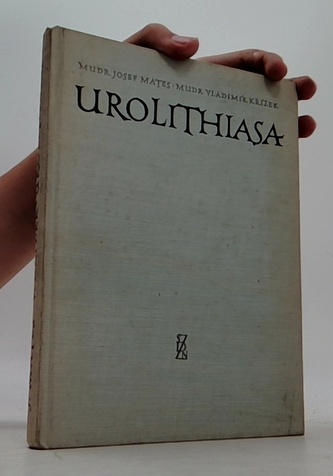 MUDR JOSEF MATES · MUDR VLADIMÍR KŘÍŽEK
UROLITHIASA